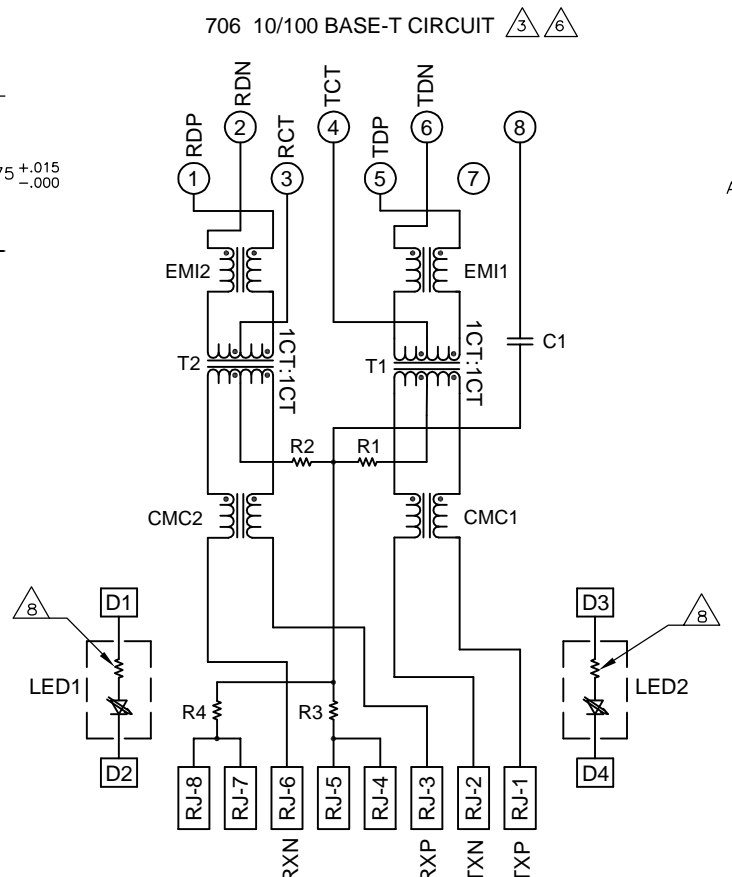 706 10/100 BASE-T CIRCUIT 3 6
RDN
TCT
TDN
2
4
6
8
RDP
RCT
TDP
75 +.015
-.000
1
3
5
7
EMI2
EMI1
C1
T2
1CT:1CT
T1
1CT:1CT
R2
R1
CMC2
CMC1
8
D1
D3
8
LED1
LED2
R4
R3
D2
D4
RJ-8
RJ-7
RJ-6
RJ-5
RJ-4
RJ-3
RJ-2
RJ-1
RXN
RXP
TXN
TXP